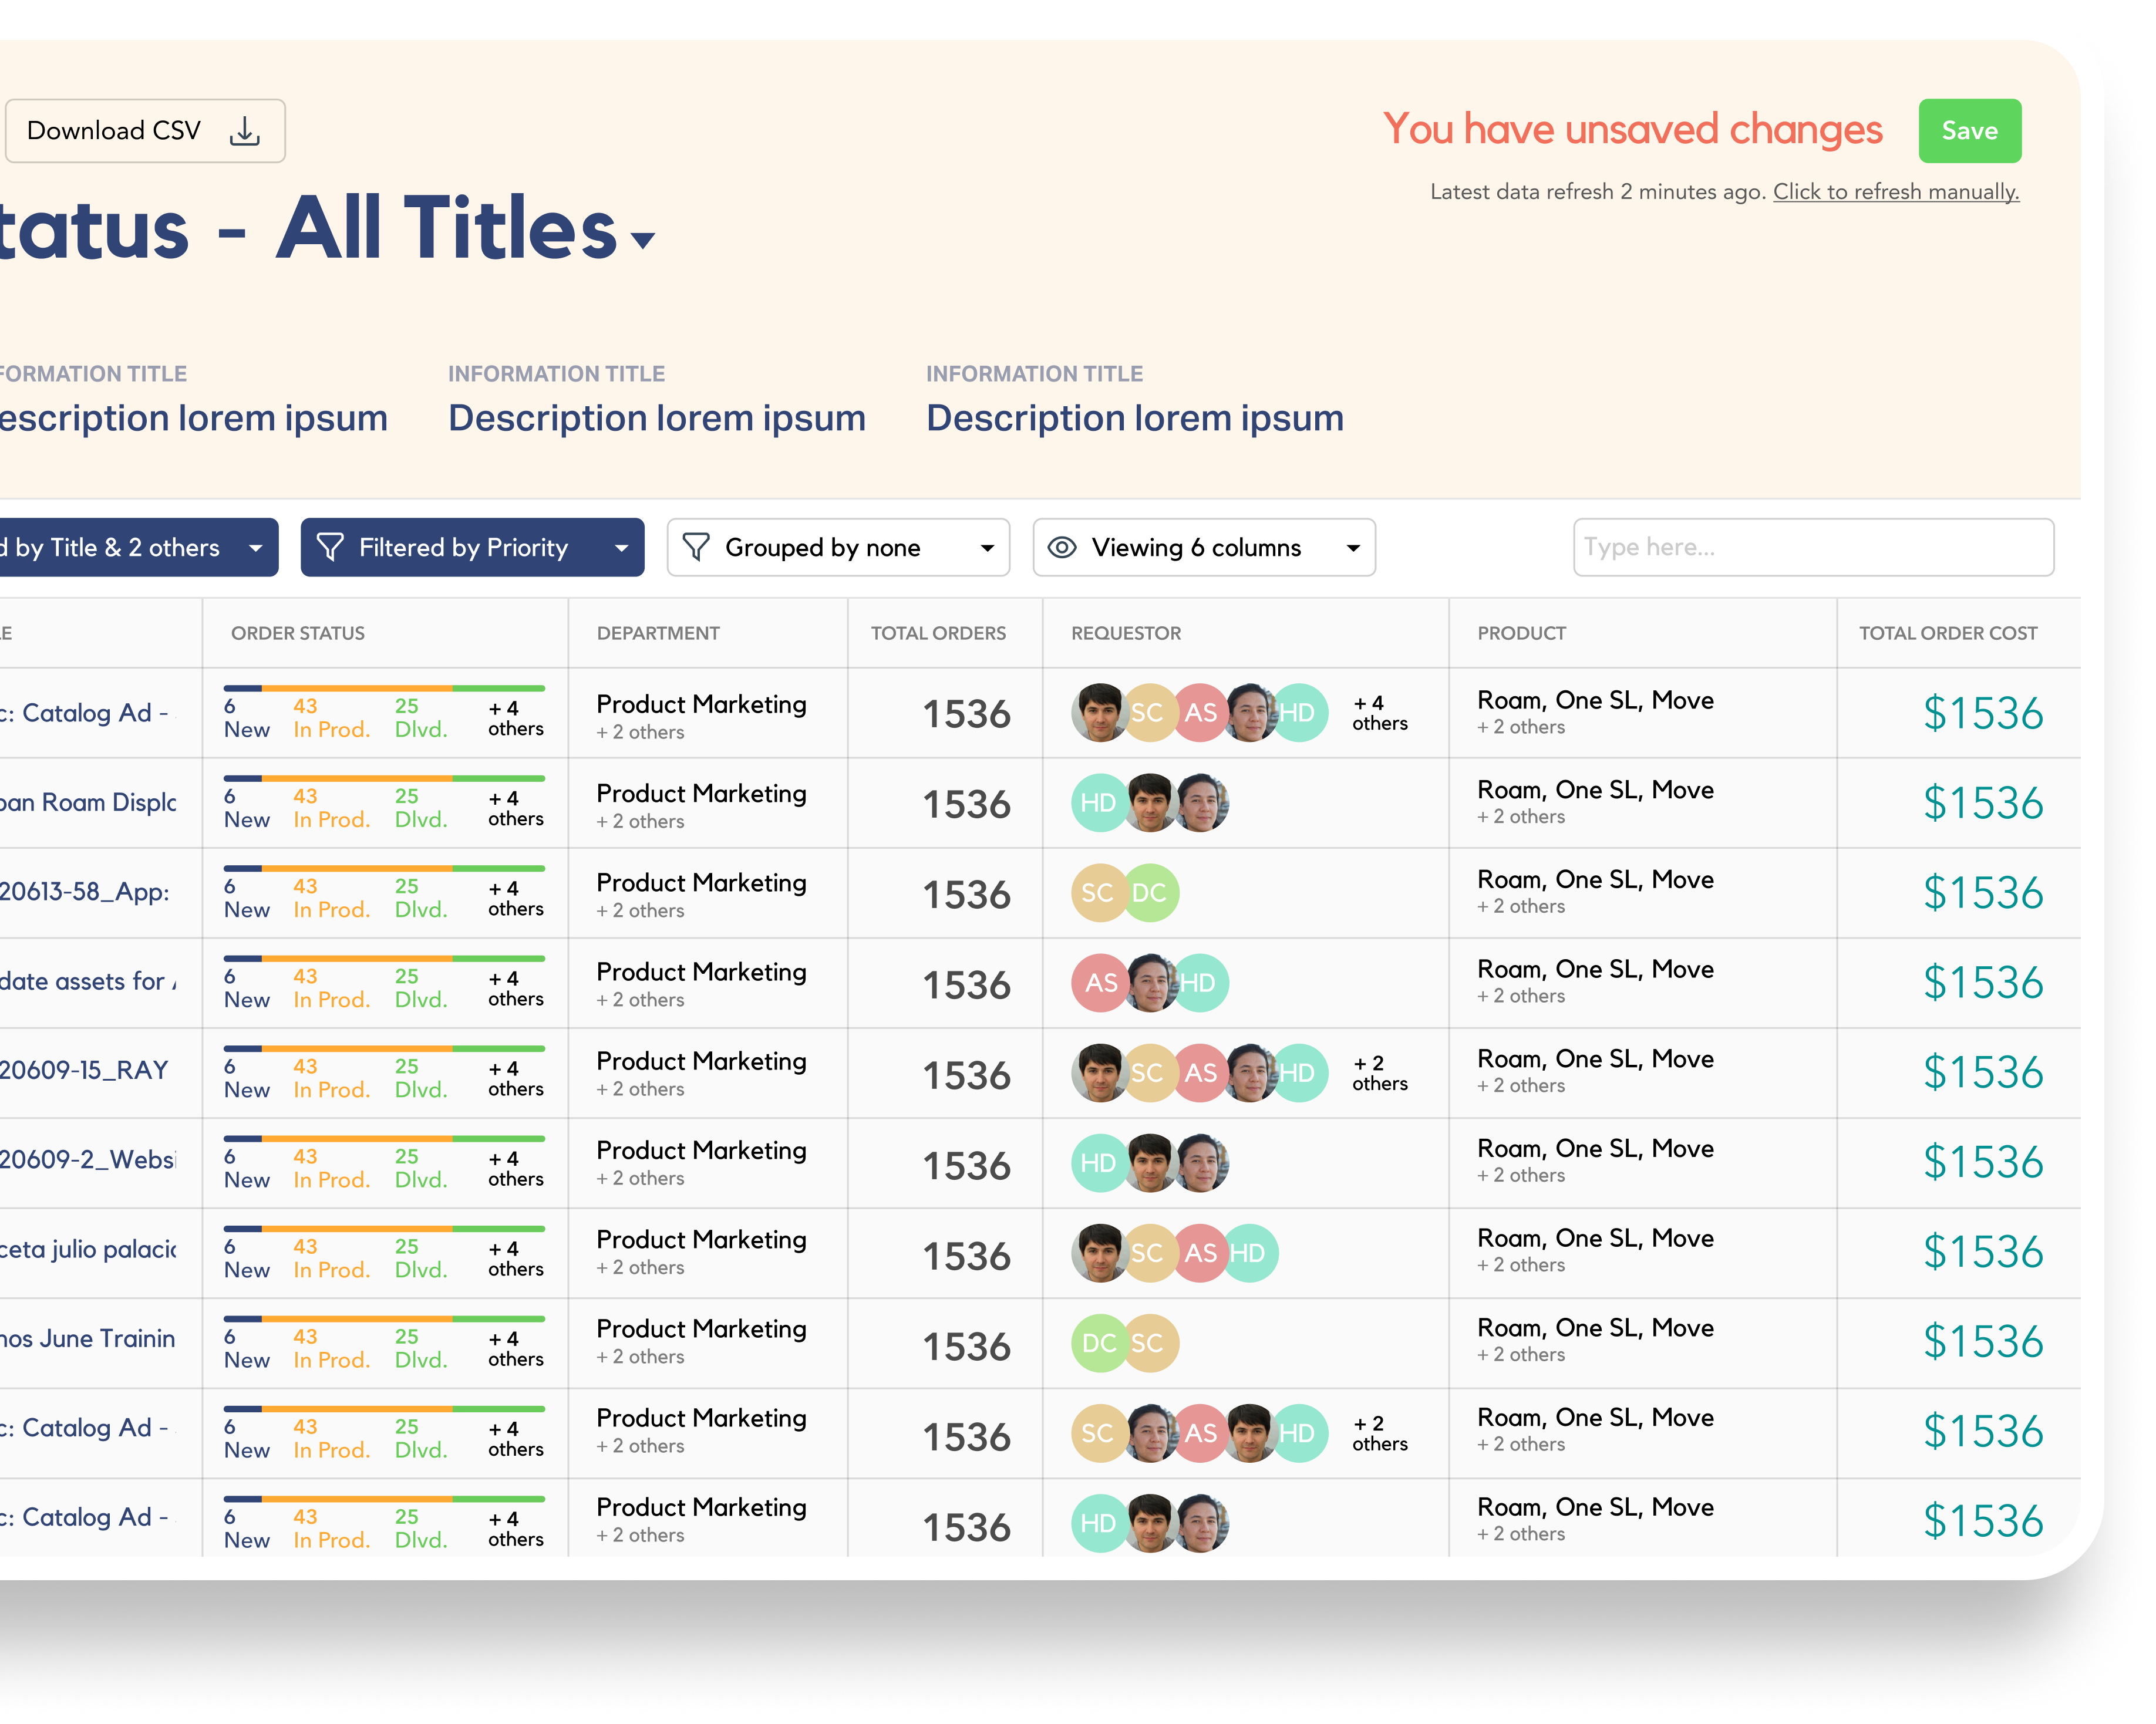 Download CSV
You have unsaved changes
Save
Latest data refresh 2 minutes ago. Click to refresh manually.
tatus - All Titles
FORMATION TITLE
escription lorem ipsum
INFORMATION TITLE
Description lorem ipsum
INFORMATION TITLE
Description lorem ipsum
d by Title & 2 others
Filtered by Priority
Grouped by none
Viewing 6 columns
Type here...
E ORDER STATUS DEPARTMENT TOTAL ORDERS REQUESTOR PRODUCT TOTAL ORDER COST
c: Catalog Ad -
6 New
43 In Prod.
25 Dlvd.
+ 4 others
Product Marketing
+ 2 others
1536
SC AS HD
+ 4 others
Roam, One SL, Move
+ 2 others
$1536
pan Roam Displa
6 New
43 In Prod.
25 Dlvd.
+ 4 others
Product Marketing
+ 2 others
1536
HD
Roam, One SL, Move
+ 2 others
$1536
20613-58_App:
6 New
43 In Prod.
25 Dlvd.
+ 4 others
Product Marketing
+ 2 others
1536
SC DC
Roam, One SL, Move
+ 2 others
$1536
date assets for
6 New
43 In Prod.
25 Dlvd.
+ 4 others
Product Marketing
+ 2 others
1536
AS HD
Roam, One SL, Move
+ 2 others
$1536
20609-15_RAY
6 New
43 In Prod.
25 Dlvd.
+ 4 others
Product Marketing
+ 2 others
1536
SC AS HD
+ 2 others
Roam, One SL, Move
+ 2 others
$1536
20609-2_Websi
6 New
43 In Prod.
25 Dlvd.
+ 4 others
Product Marketing
+ 2 others
1536
HD
Roam, One SL, Move
+ 2 others
$1536
ceta julio palacio
6 New
43 In Prod.
25 Dlvd.
+ 4 others
Product Marketing
+ 2 others
1536
SC AS HD
Roam, One SL, Move
+ 2 others
$1536
nos June Trainin
6 New
43 In Prod.
25 Dlvd.
+ 4 others
Product Marketing
+ 2 others
1536
DC SC
Roam, One SL, Move
+ 2 others
$1536
c: Catalog Ad -
6 New
43 In Prod.
25 Dlvd.
+ 4 others
Product Marketing
+ 2 others
1536
SC AS HD
+ 2 others
Roam, One SL, Move
+ 2 others
$1536
c: Catalog Ad -
6 New
43 In Prod.
25 Dlvd.
+ 4 others
Product Marketing
+ 2 others
1536
HD
Roam, One SL, Move
+ 2 others
$1536